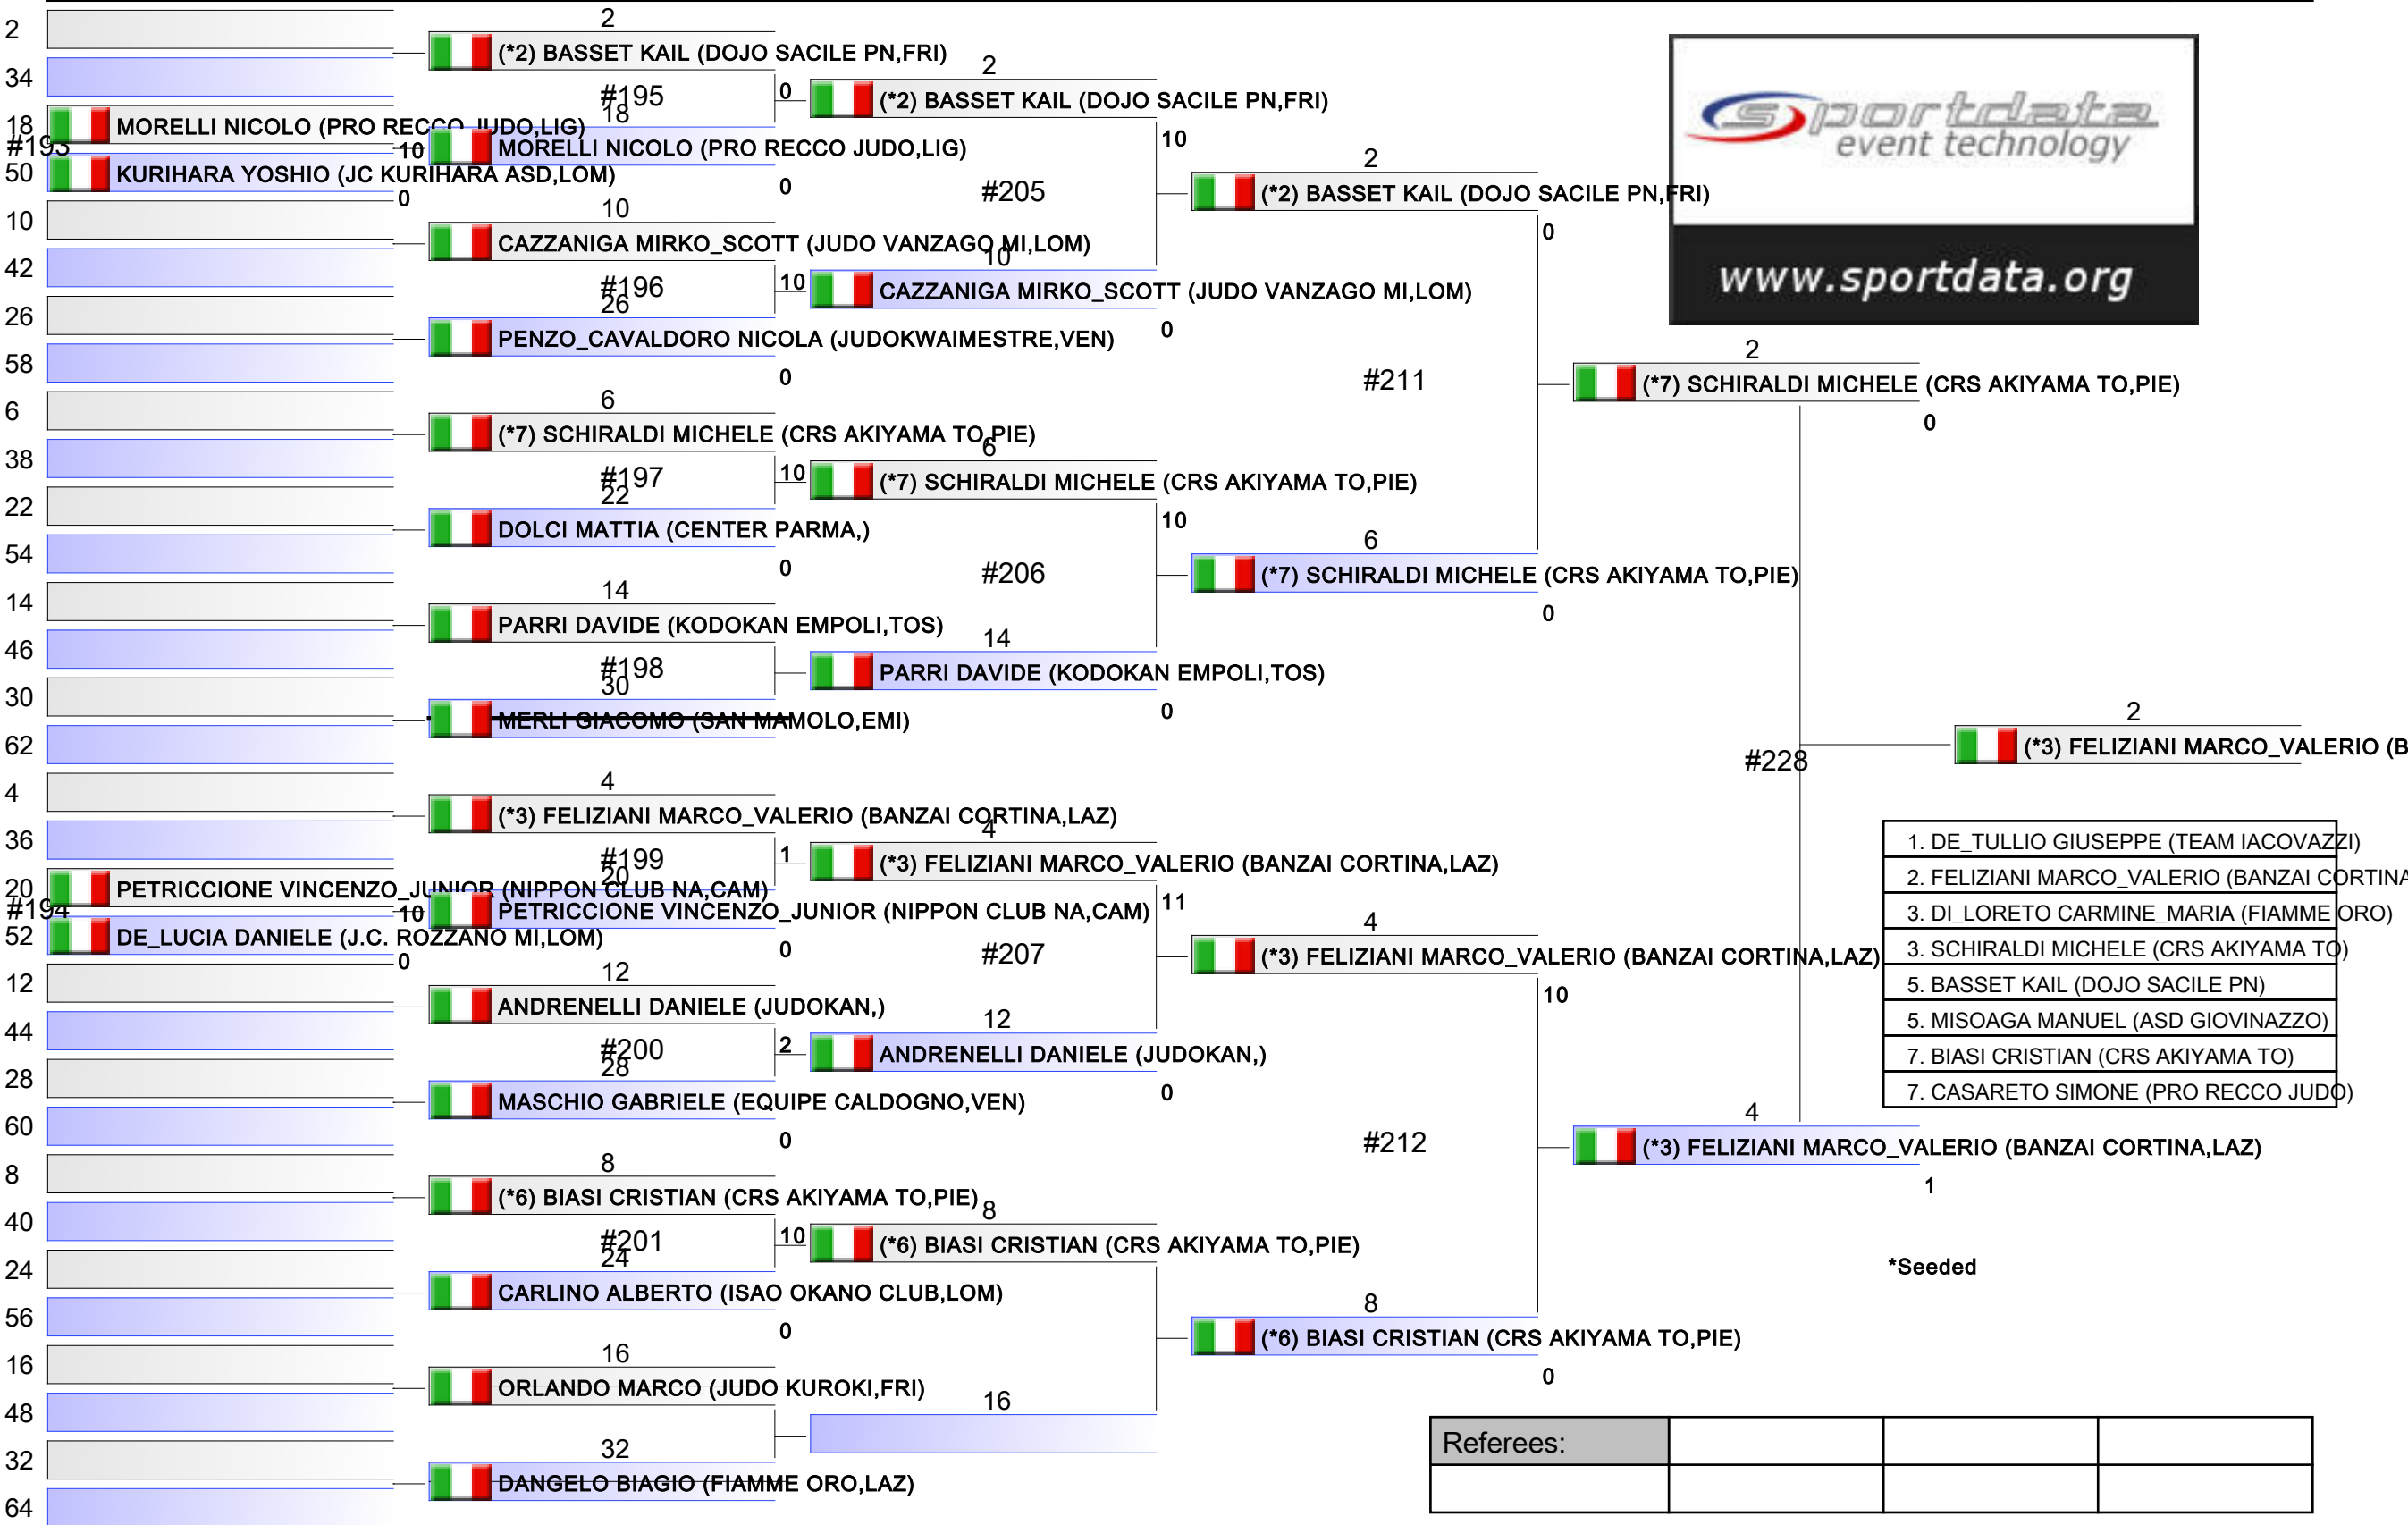 2
34
18
#193
50
10
42
26
58
6
38
22
54
14
46
30
62
4
36
20
#194
52
12
44
28
60
8
40
24
56
16
48
32
64
MORELLI NICOLO (PRO RECCO JUDO,LIG)
10
KURIHARA YOSHIO (JC KURIHARA ASD,LOM)
0
PETRICCIONE VINCENZO_JUNIOR (NIPPON CLUB NA,CAM)
10
DE_LUCIA DANIELE (J.C. ROZZANO MI,LOM)
0
2
(*2) BASSET KAIL (DOJO SACILE PN,FRI)
#195
0
18
MORELLI NICOLO (PRO RECCO JUDO,LIG)
0
10
CAZZANIGA MIRKO_SCOTT (JUDO VANZAGO MI,LOM)
#196
10
26
PENZO_CAVALDORO NICOLA (JUDOKWAIMESTRE,VEN)
0
6
(*7) SCHIRALDI MICHELE (CRS AKIYAMA TO,PIE)
#197
10
22
DOLCI MATTIA (CENTER PARMA,)
0
14
PARRI DAVIDE (KODOKAN EMPOLI,TOS)
#198
30
MERLI GIACOMO (SAN MAMOLO,EMI)
4
(*3) FELIZIANI MARCO_VALERIO (BANZAI CORTINA,LAZ)
#199
1
20
PETRICCIONE VINCENZO_JUNIOR (NIPPON CLUB NA,CAM)
0
12
ANDRENELLI DANIELE (JUDOKAN,)
#200
2
28
MASCHIO GABRIELE (EQUIPE CALDOGNO,VEN)
0
8
(*6) BIASI CRISTIAN (CRS AKIYAMA TO,PIE)
#201
10
24
CARLINO ALBERTO (ISAO OKANO CLUB,LOM)
0
16
ORLANDO MARCO (JUDO KUROKI,FRI)
32
DANGELO BIAGIO (FIAMME ORO,LAZ)
2
(*2) BASSET KAIL (DOJO SACILE PN,FRI)
10
#205
10
CAZZANIGA MIRKO_SCOTT (JUDO VANZAGO MI,LOM)
0
6
(*7) SCHIRALDI MICHELE (CRS AKIYAMA TO,PIE)
10
#206
14
PARRI DAVIDE (KODOKAN EMPOLI,TOS)
0
4
(*3) FELIZIANI MARCO_VALERIO (BANZAI CORTINA,LAZ)
11
#207
12
ANDRENELLI DANIELE (JUDOKAN,)
0
8
(*6) BIASI CRISTIAN (CRS AKIYAMA TO,PIE)
16
2
(*2) BASSET KAIL (DOJO SACILE PN,FRI)
0
#211
6
(*7) SCHIRALDI MICHELE (CRS AKIYAMA TO,PIE)
0
4
(*3) FELIZIANI MARCO_VALERIO (BANZAI CORTINA,LAZ)
10
#212
8
(*6) BIASI CRISTIAN (CRS AKIYAMA TO,PIE)
0
sportdata
event technology
www.sportdata.org
2
(*7) SCHIRALDI MICHELE (CRS AKIYAMA TO,PIE)
0
#228
4
(*3) FELIZIANI MARCO_VALERIO (BANZAI CORTINA,LAZ)
1
2
(*3) FELIZIANI MARCO_VALERIO (B
1. DE_TULLIO GIUSEPPE (TEAM IACOVAZZI)
2. FELIZIANI MARCO_VALERIO (BANZAI CORTINA
3. DI_LORETO CARMINE_MARIA (FIAMME ORO)
3. SCHIRALDI MICHELE (CRS AKIYAMA TO)
5. BASSET KAIL (DOJO SACILE PN)
5. MISOAGA MANUEL (ASD GIOVINAZZO)
7. BIASI CRISTIAN (CRS AKIYAMA TO)
7. CASARETO SIMONE (PRO RECCO JUDO)
*Seeded
Referees: